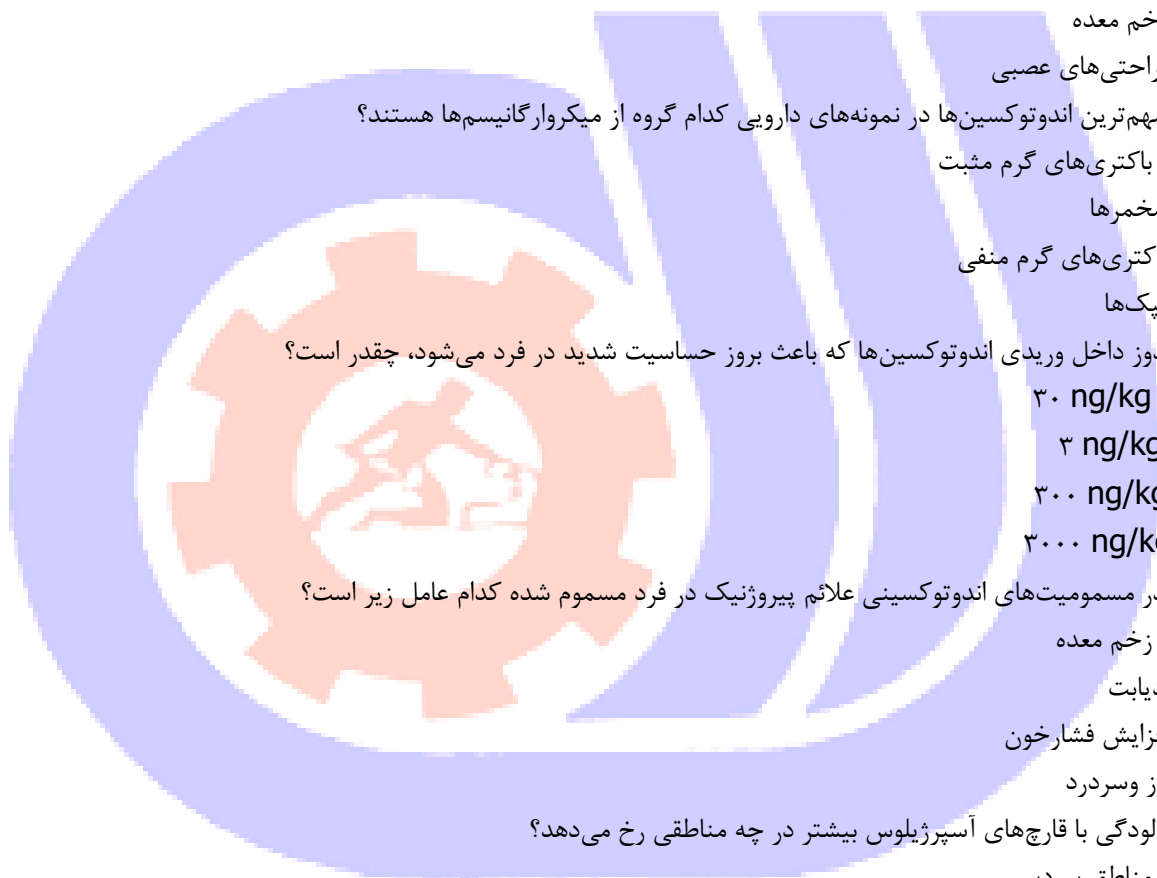 خم معده
راحتی‌های عصبی
هم‌ترین اندوتوکسین‌ها در نمونه‌های دارویی کدام گروه از میکروارگانیسم‌ها هستند؟
باکتری‌های گرم مثبت
خمرها
کتری‌های گرم منفی
پک‌ها
وز داخل وریدی اندوتوکسین‌ها که باعث بروز حساسیت شدید در فرد می‌شود، چقدر است؟
۳۰ ng/kg
۳ ng/kg
۳۰۰ ng/kg
۳۰۰۰ ng/kg
ر مسمومیت‌های اندوتوکسینی علائم پیروژنیک در فرد مسموم شده کدام عامل زیر است؟
زخم معده
یابت
زایش فشارخون
ز وسردرد
لودگی با قارچ‌های آسپرژیلوس بیشتر در چه مناطقی رخ می‌دهد؟